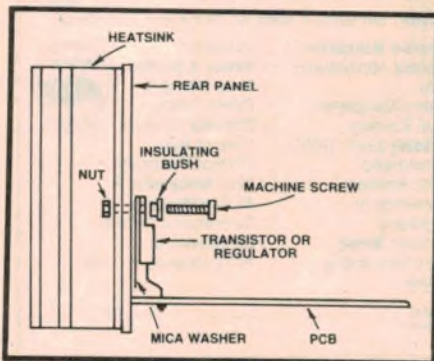 HEATSINK
REAR PANEL
INSULATING
BUSH
NUT
MACHINE SCREW
TRANSISTOR OR
REGULATOR
MICA WASHER
PCB